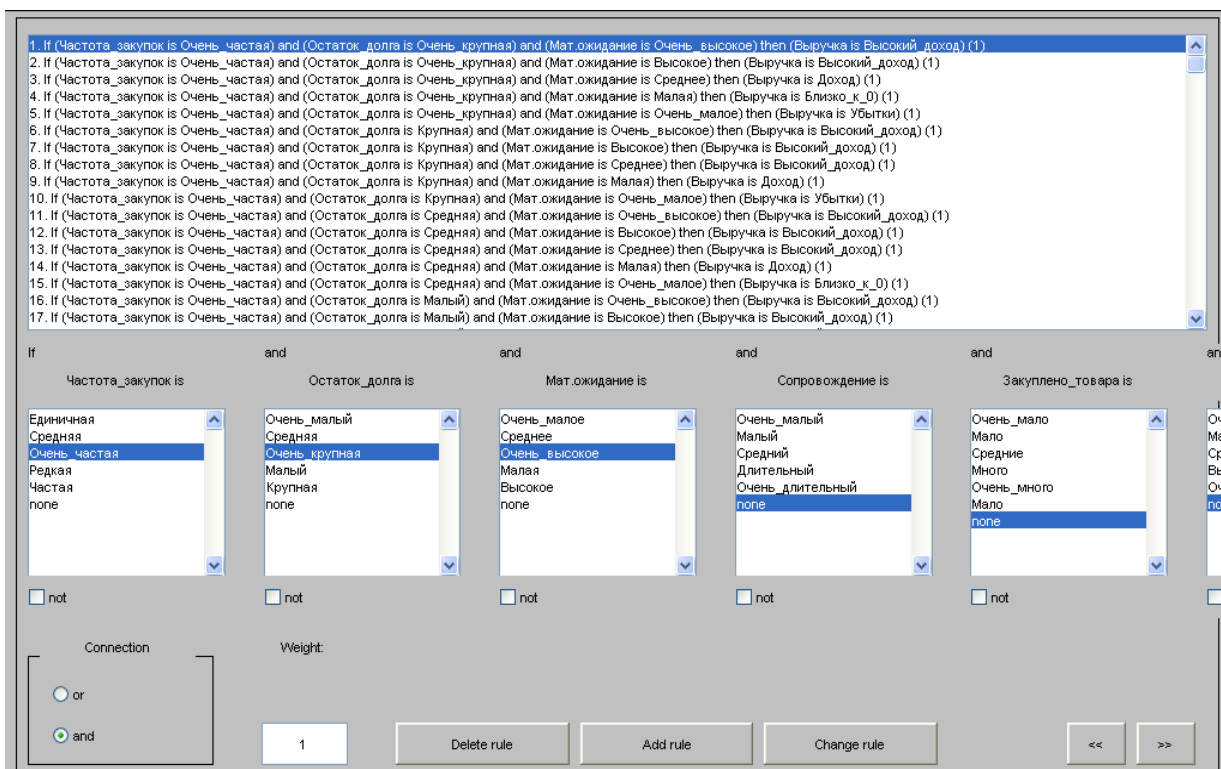 1. If (Частота_закупок is Очень_частая) and (Остаток_долга is Очень_крупная) and (Мат.ожидание is Очень_высокое) then (Выручка is Высокий_доход) (1)
2. If (Частота_закупок is Очень_частая) and (Остаток_долга is Очень_крупная) and (Мат.ожидание is Высокое) then (Выручка is Высокий_доход) (1)
3. If (Частота_закупок is Очень_частая) and (Остаток_долга is Очень_крупная) and (Мат.ожидание is Среднее) then (Выручка is Доход) (1)
4. If (Частота_закупок is Очень_частая) and (Остаток_долга is Очень_крупная) and (Мат.ожидание is Малая) then (Выручка is Близко_к_0) (1)
5. If (Частота_закупок is Очень_частая) and (Остаток_долга is Очень_крупная) and (Мат.ожидание is Очень_малое) then (Выручка is Убытки) (1)
6. If (Частота_закупок is Очень_частая) and (Остаток_долга is Крупная) and (Мат.ожидание is Очень_высокое) then (Выручка is Высокий_доход) (1)
7. If (Частота_закупок is Очень_частая) and (Остаток_долга is Крупная) and (Мат.ожидание is Высокое) then (Выручка is Высокий_доход) (1)
8. If (Частота_закупок is Очень_частая) and (Остаток_долга is Крупная) and (Мат.ожидание is Среднее) then (Выручка is Высокий_доход) (1)
9. If (Частота_закупок is Очень_частая) and (Остаток_долга is Крупная) and (Мат.ожидание is Малая) then (Выручка is Доход) (1)
10. If (Частота_закупок is Очень_частая) and (Остаток_долга is Крупная) and (Мат.ожидание is Очень_малое) then (Выручка is Убытки) (1)
11. If (Частота_закупок is Очень_частая) and (Остаток_долга is Средняя) and (Мат.ожидание is Очень_высокое) then (Выручка is Высокий_доход) (1)
12. If (Частота_закупок is Очень_частая) and (Остаток_долга is Средняя) and (Мат.ожидание is Высокое) then (Выручка is Высокий_доход) (1)
13. If (Частота_закупок is Очень_частая) and (Остаток_долга is Средняя) and (Мат.ожидание is Среднее) then (Выручка is Высокий_доход) (1)
14. If (Частота_закупок is Очень_частая) and (Остаток_долга is Средняя) and (Мат.ожидание is Малая) then (Выручка is Доход) (1)
15. If (Частота_закупок is Очень_частая) and (Остаток_долга is Средняя) and (Мат.ожидание is Очень_малое) then (Выручка is Близко_к_0) (1)
16. If (Частота_закупок is Очень_частая) and (Остаток_долга is Малый) and (Мат.ожидание is Очень_высокое) then (Выручка is Высокий_доход) (1)
17. If (Частота_закупок is Очень_частая) and (Остаток_долга is Малый) and (Мат.ожидание is Высокое) then (Выручка is Высокий_доход) (1)
If and and and and an
Частота_закупок is Остаток_долга is Мат.ожидание is Сопровождение is Закуплено_товара is
Единичная Очень_малый Очень_малое Очень_малый Очень_мало
Средняя Средняя Среднее Малый Мало
Очень_частая Очень_крупная Очень_высокое Средний Средние
Редкая Малый Малая Длительный Много
Частая Крупная Высокое Очень_длительный Очень_много
none none none none Мало
none
not not not not not
Connection Weight:
or
and 1 Delete rule Add rule Change rule << >>